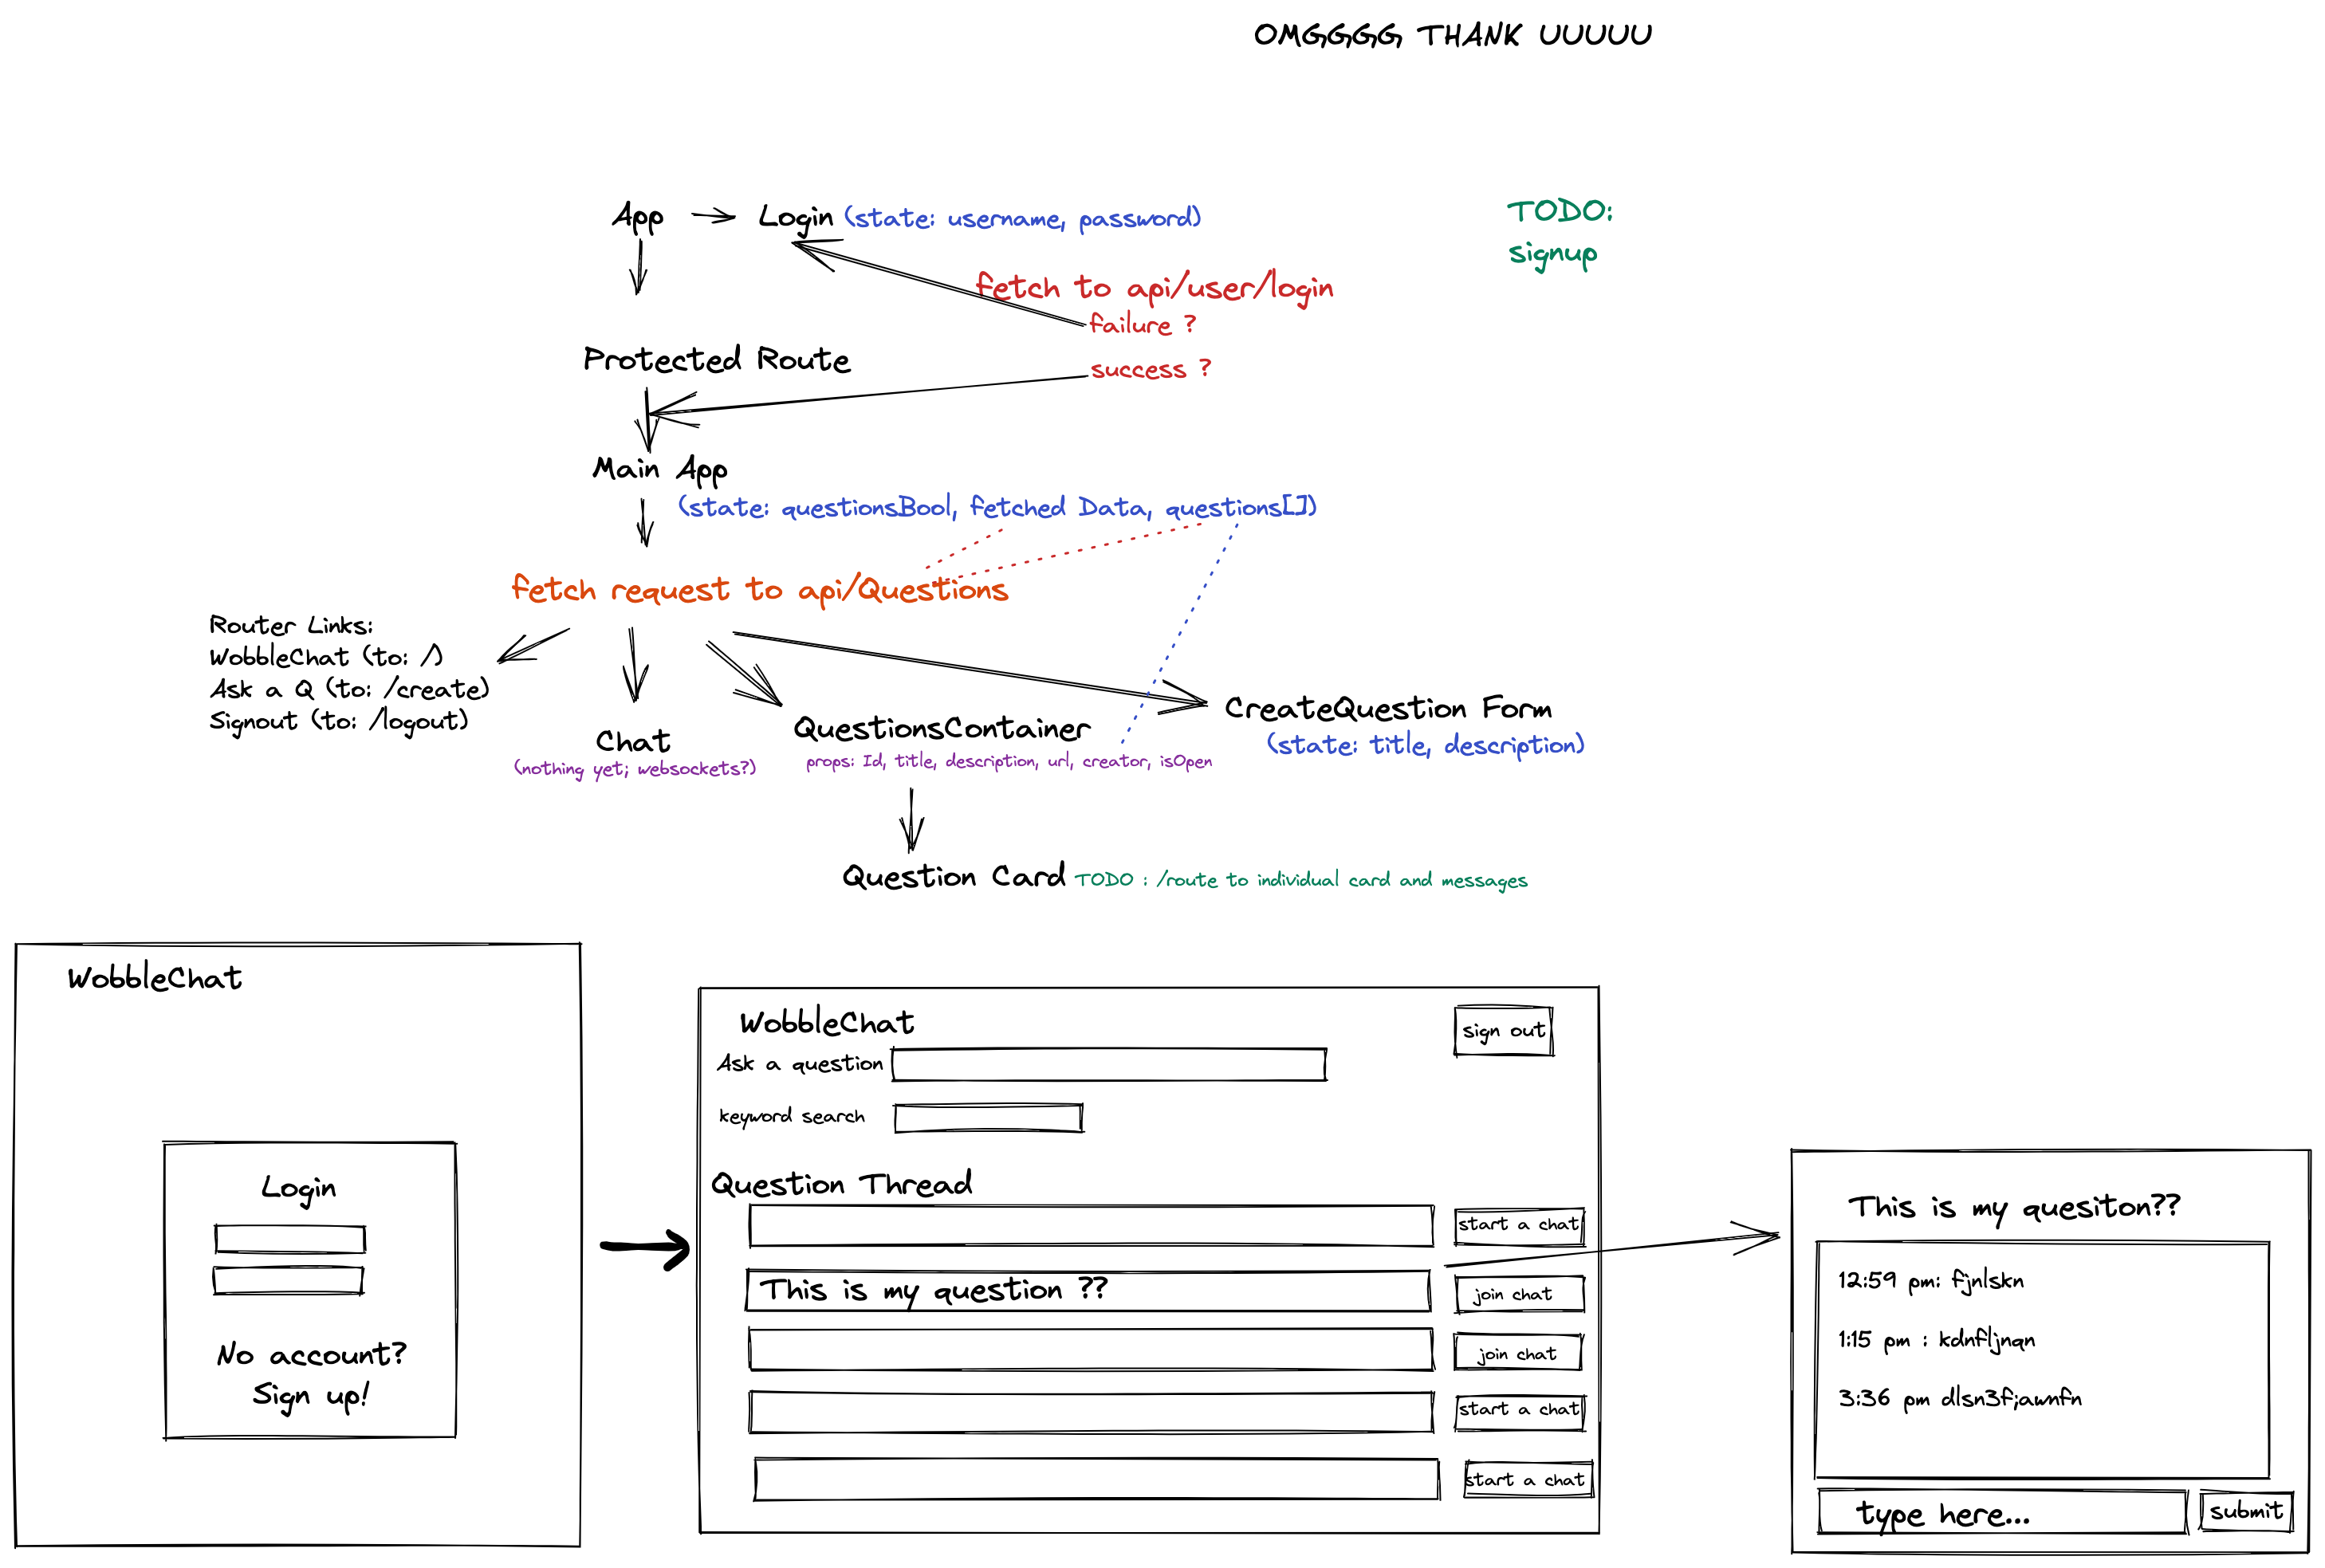 OMGGGGG THANK UUUUU
App
Login (state: username, password)
TODO:
signup
fetch to api/user/login
failure ?
success ?
Protected Route
Main App
(state: questionsBool, fetched Data, questions[])
fetch request to api/Questions
Router Links:
WobbleChat (to: /)
Ask a Q (to: /create)
Signout (to: /logout)
Chat
(nothing yet; websockets?)
QuestionsContainer
props: Id, title, description, url, creator, isOpen
CreateQuestion Form
(state: title, description)
Question Card TODO : /route to individual card and messages
WobbleChat
Login
No account?
Sign up!
WobbleChat
sign out
Ask a question
keyword search
Question Thread
start a chat
This is my question ??
join chat
join chat
start a chat
start a chat
This is my quesiton??
12:59 pm: fjnlskn
1:15 pm : kdnfljnqn
3:36 pm dlsn3f;awnfn
type here...
submit